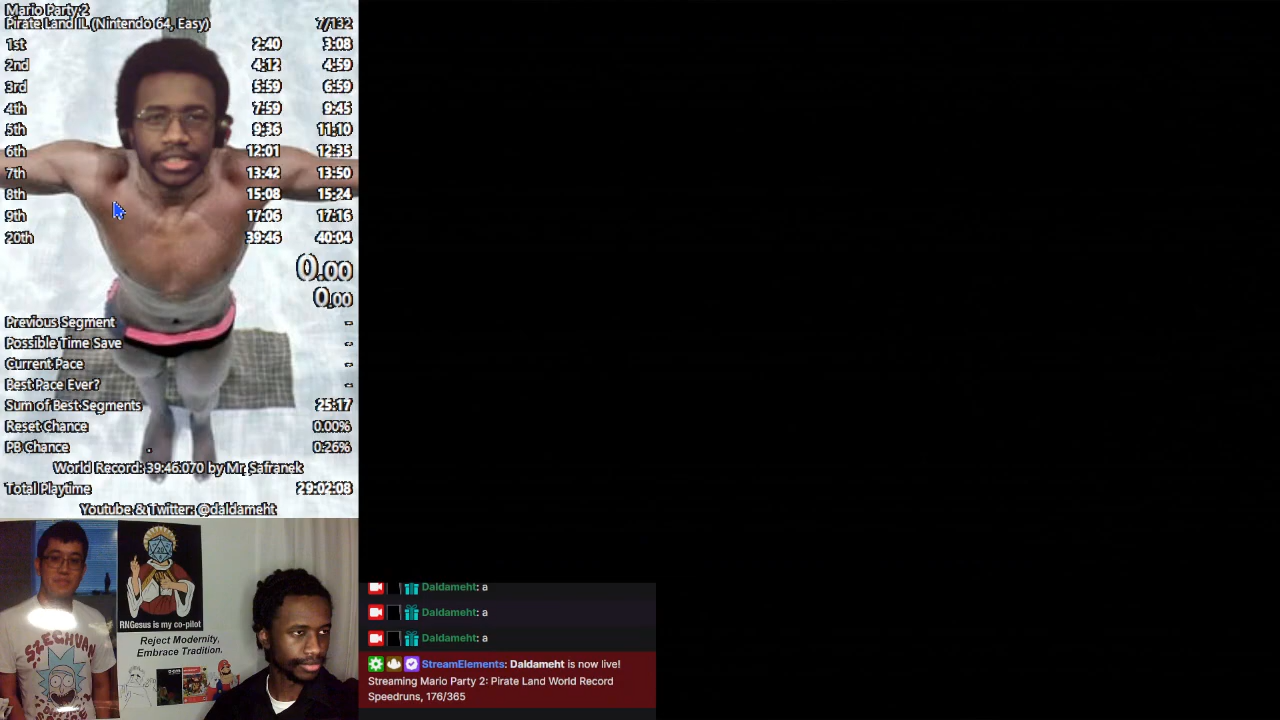 Mario Party 2
Pirate Land IL (Nintendo 64, Easy) 7/132
1st 2:40 3:08
2nd 4:12 4:59
3rd 5:59 6:59
4th 7:59 9:45
5th 9:36 11:10
6th 12:01 12:35
7th 13:42 13:50
8th 15:08 15:24
9th 17:06 17:16
20th 39:46 40:04
0.00
0.00
Previous Segment -
Possible Time Save -
Current Pace -
Best Pace Ever? -
Sum of Best Segments 25:17
Reset Chance 0.00%
PB Chance 0.26%
World Record: 39:46.070 by Mr_Safranek
Total Playtime 29:02:08
Youtube & Twitter: @daldameht
RNGesus is my co-pilot
Reject Modernity,
Embrace Tradition.
SZECHUAN
Daldameht: a
Daldameht: a
Daldameht: a
StreamElements: Daldameht is now live!
Streaming Mario Party 2: Pirate Land World Record
Speedruns, 176/365